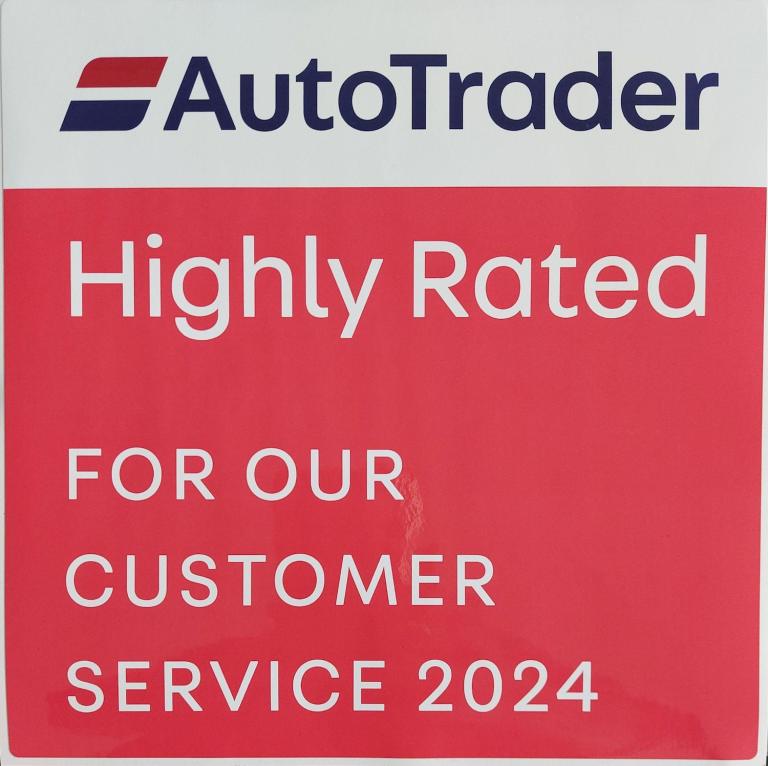 AutoTrader
Highly Rated
FOR OUR
CUSTOMER
SERVICE 2024